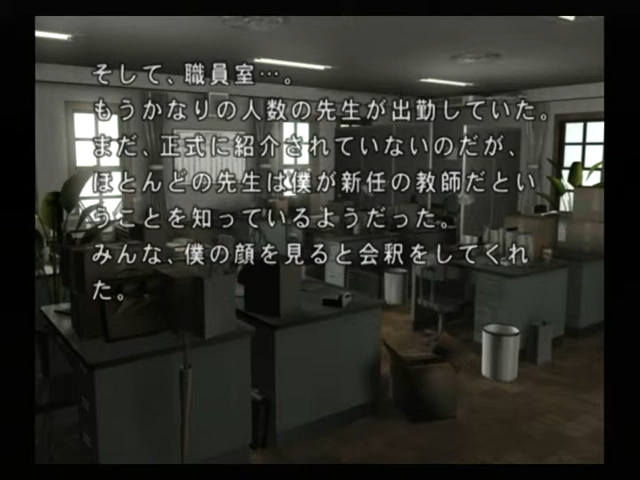 そして、職員室…。
もうかなりの人数の先生が出勤していた。
まだ、正式に紹介されていないのだが、
ほとんどの先生は僕が新任の教師だとい
うことを知っているようだった。
みんな、僕の顔を見ると会釈をしてくれ
た。